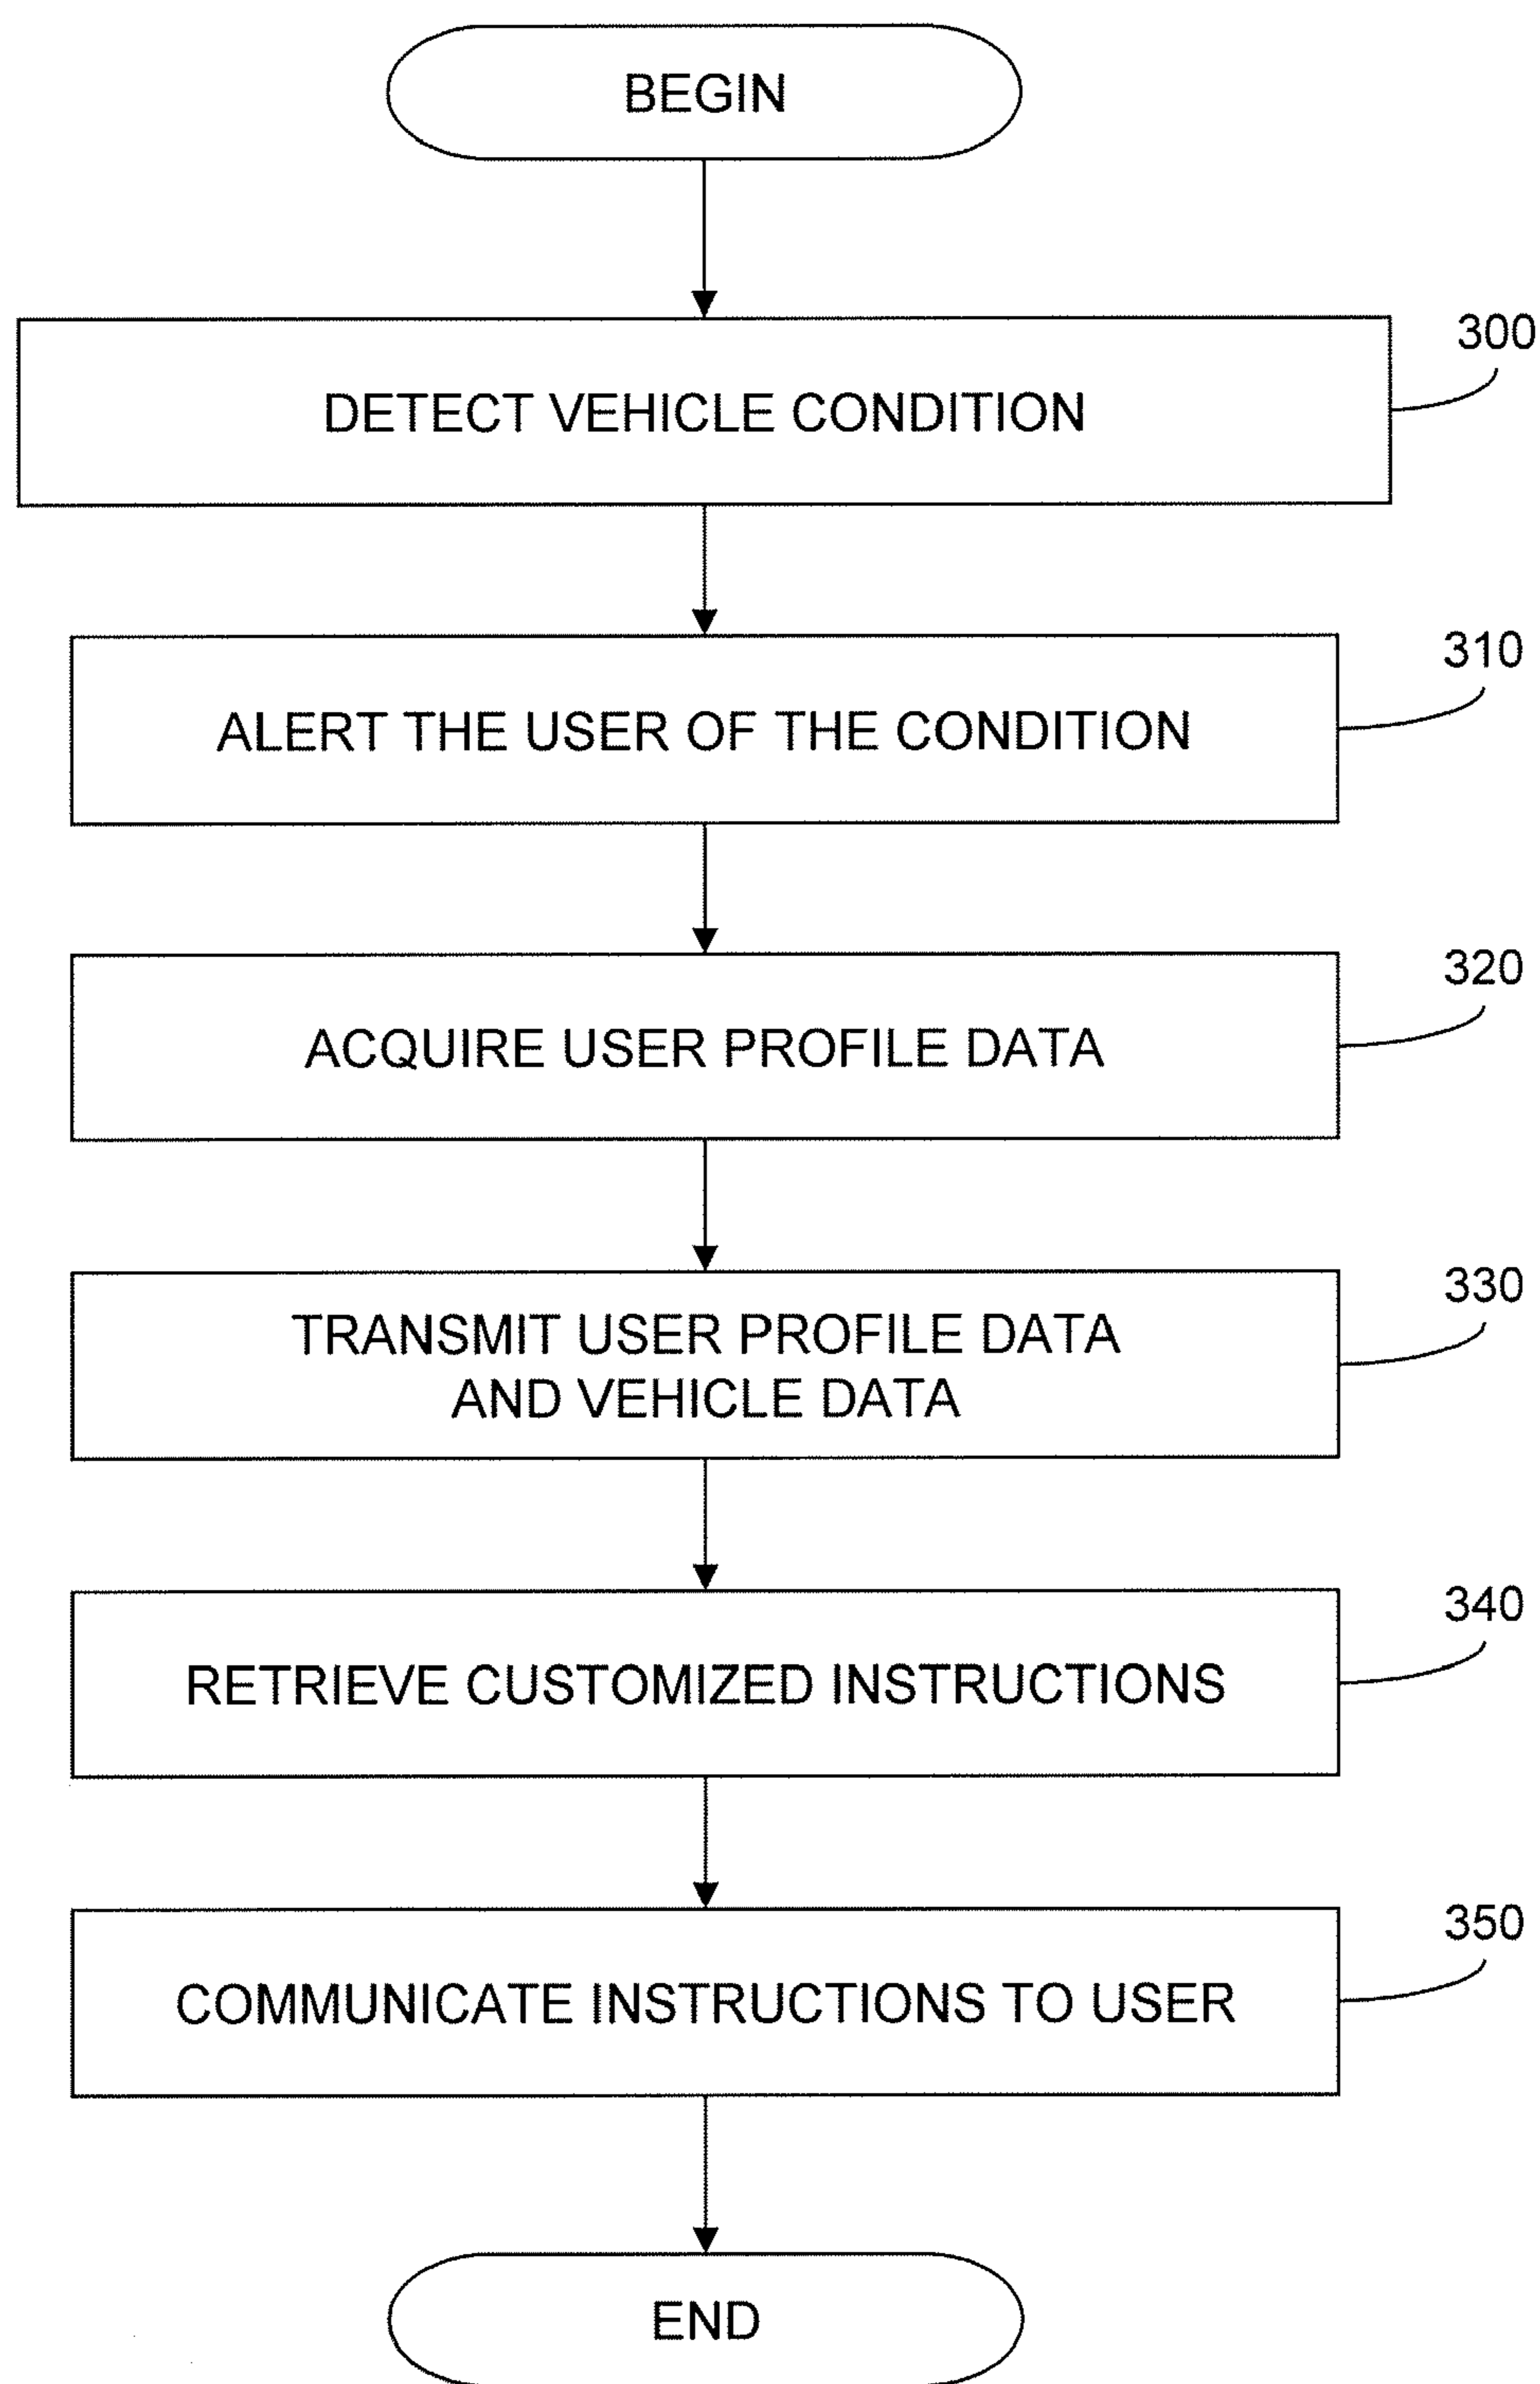 BEGIN
300
DETECT VEHICLE CONDITION
310
ALERT THE USER OF THE CONDITION
320
ACQUIRE USER PROFILE DATA
330
TRANSMIT USER PROFILE DATA
AND VEHICLE DATA
340
RETRIEVE CUSTOMIZED INSTRUCTIONS
350
COMMUNICATE INSTRUCTIONS TO USER
END